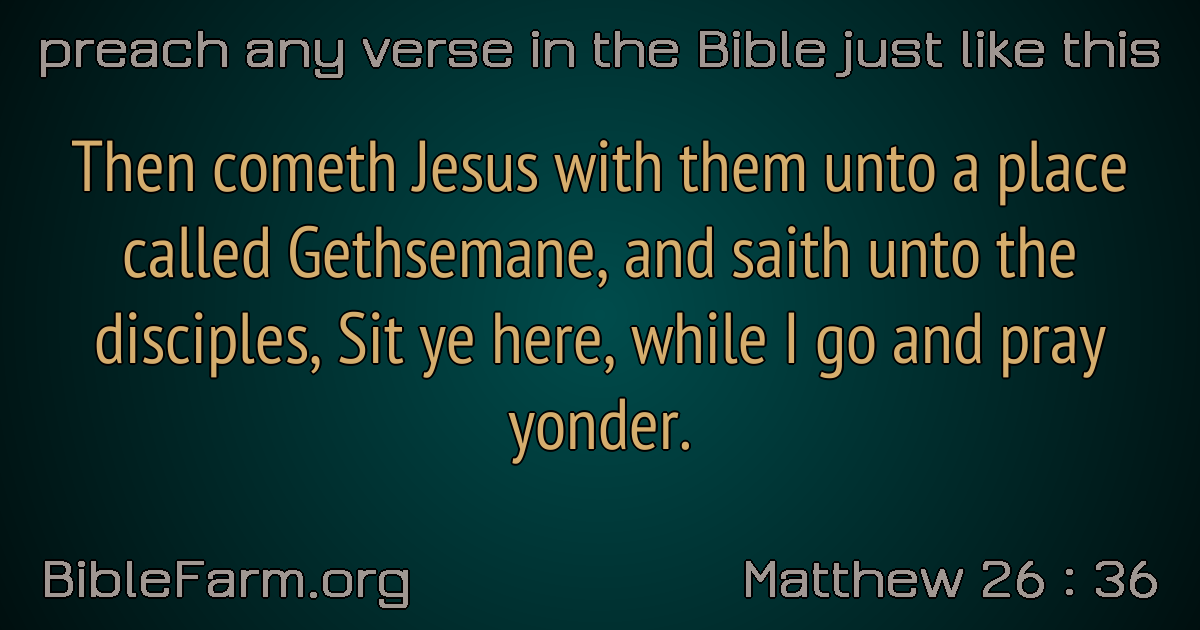 preach any verse in the Bible just like this
Then cometh Jesus with them unto a place
called Gethsemane, and saith unto the
disciples, Sit ye here, while I go and pray
yonder.
BibleFarm.org
Matthew 26 : 36